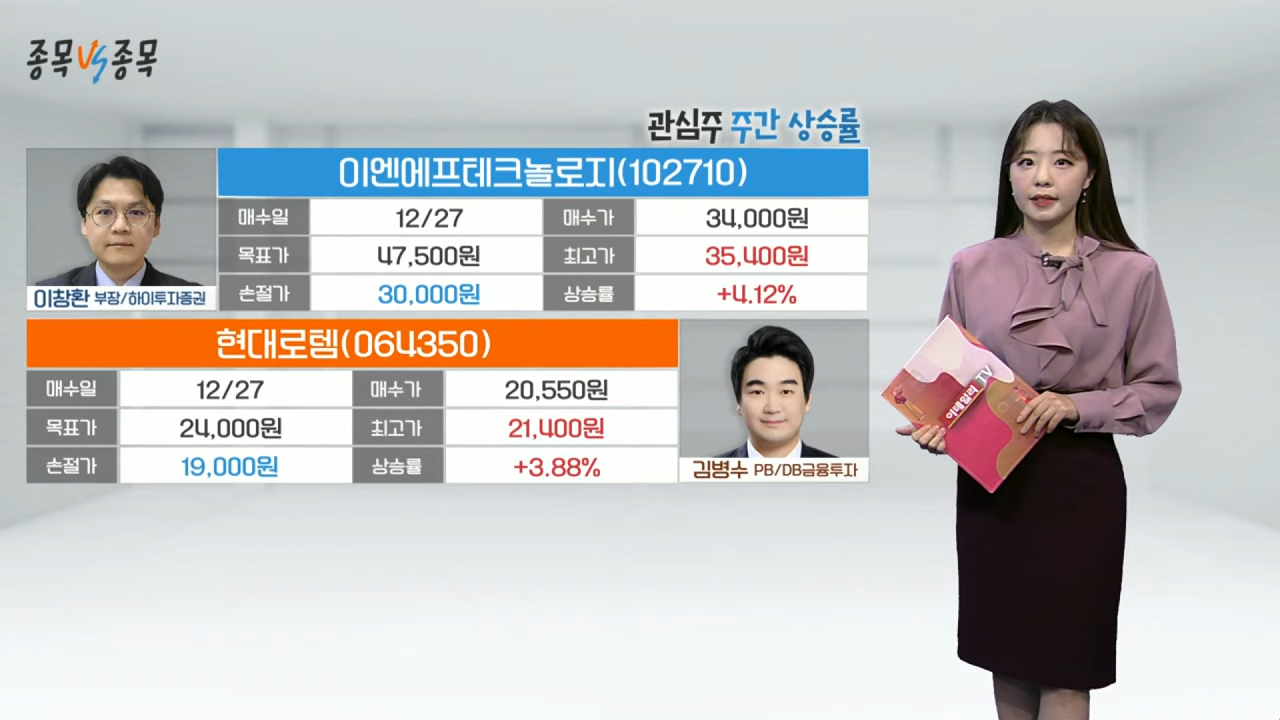 종목VS종목
관심주 주간 상승률
이엔에프테크놀로지(102710)
매수일 12/27 매수가 34,000원
목표가 47,500원 최고가 35,400원
손절가 30,000원 상승률 +4.12%
이창환 부장/하이투자증권
현대로템(064350)
매수일 12/27 매수가 20,550원
목표가 24,000원 최고가 21,400원
손절가 19,000원 상승률 +3.88%
김병수 PB/DB금융투자
이데일리 TV